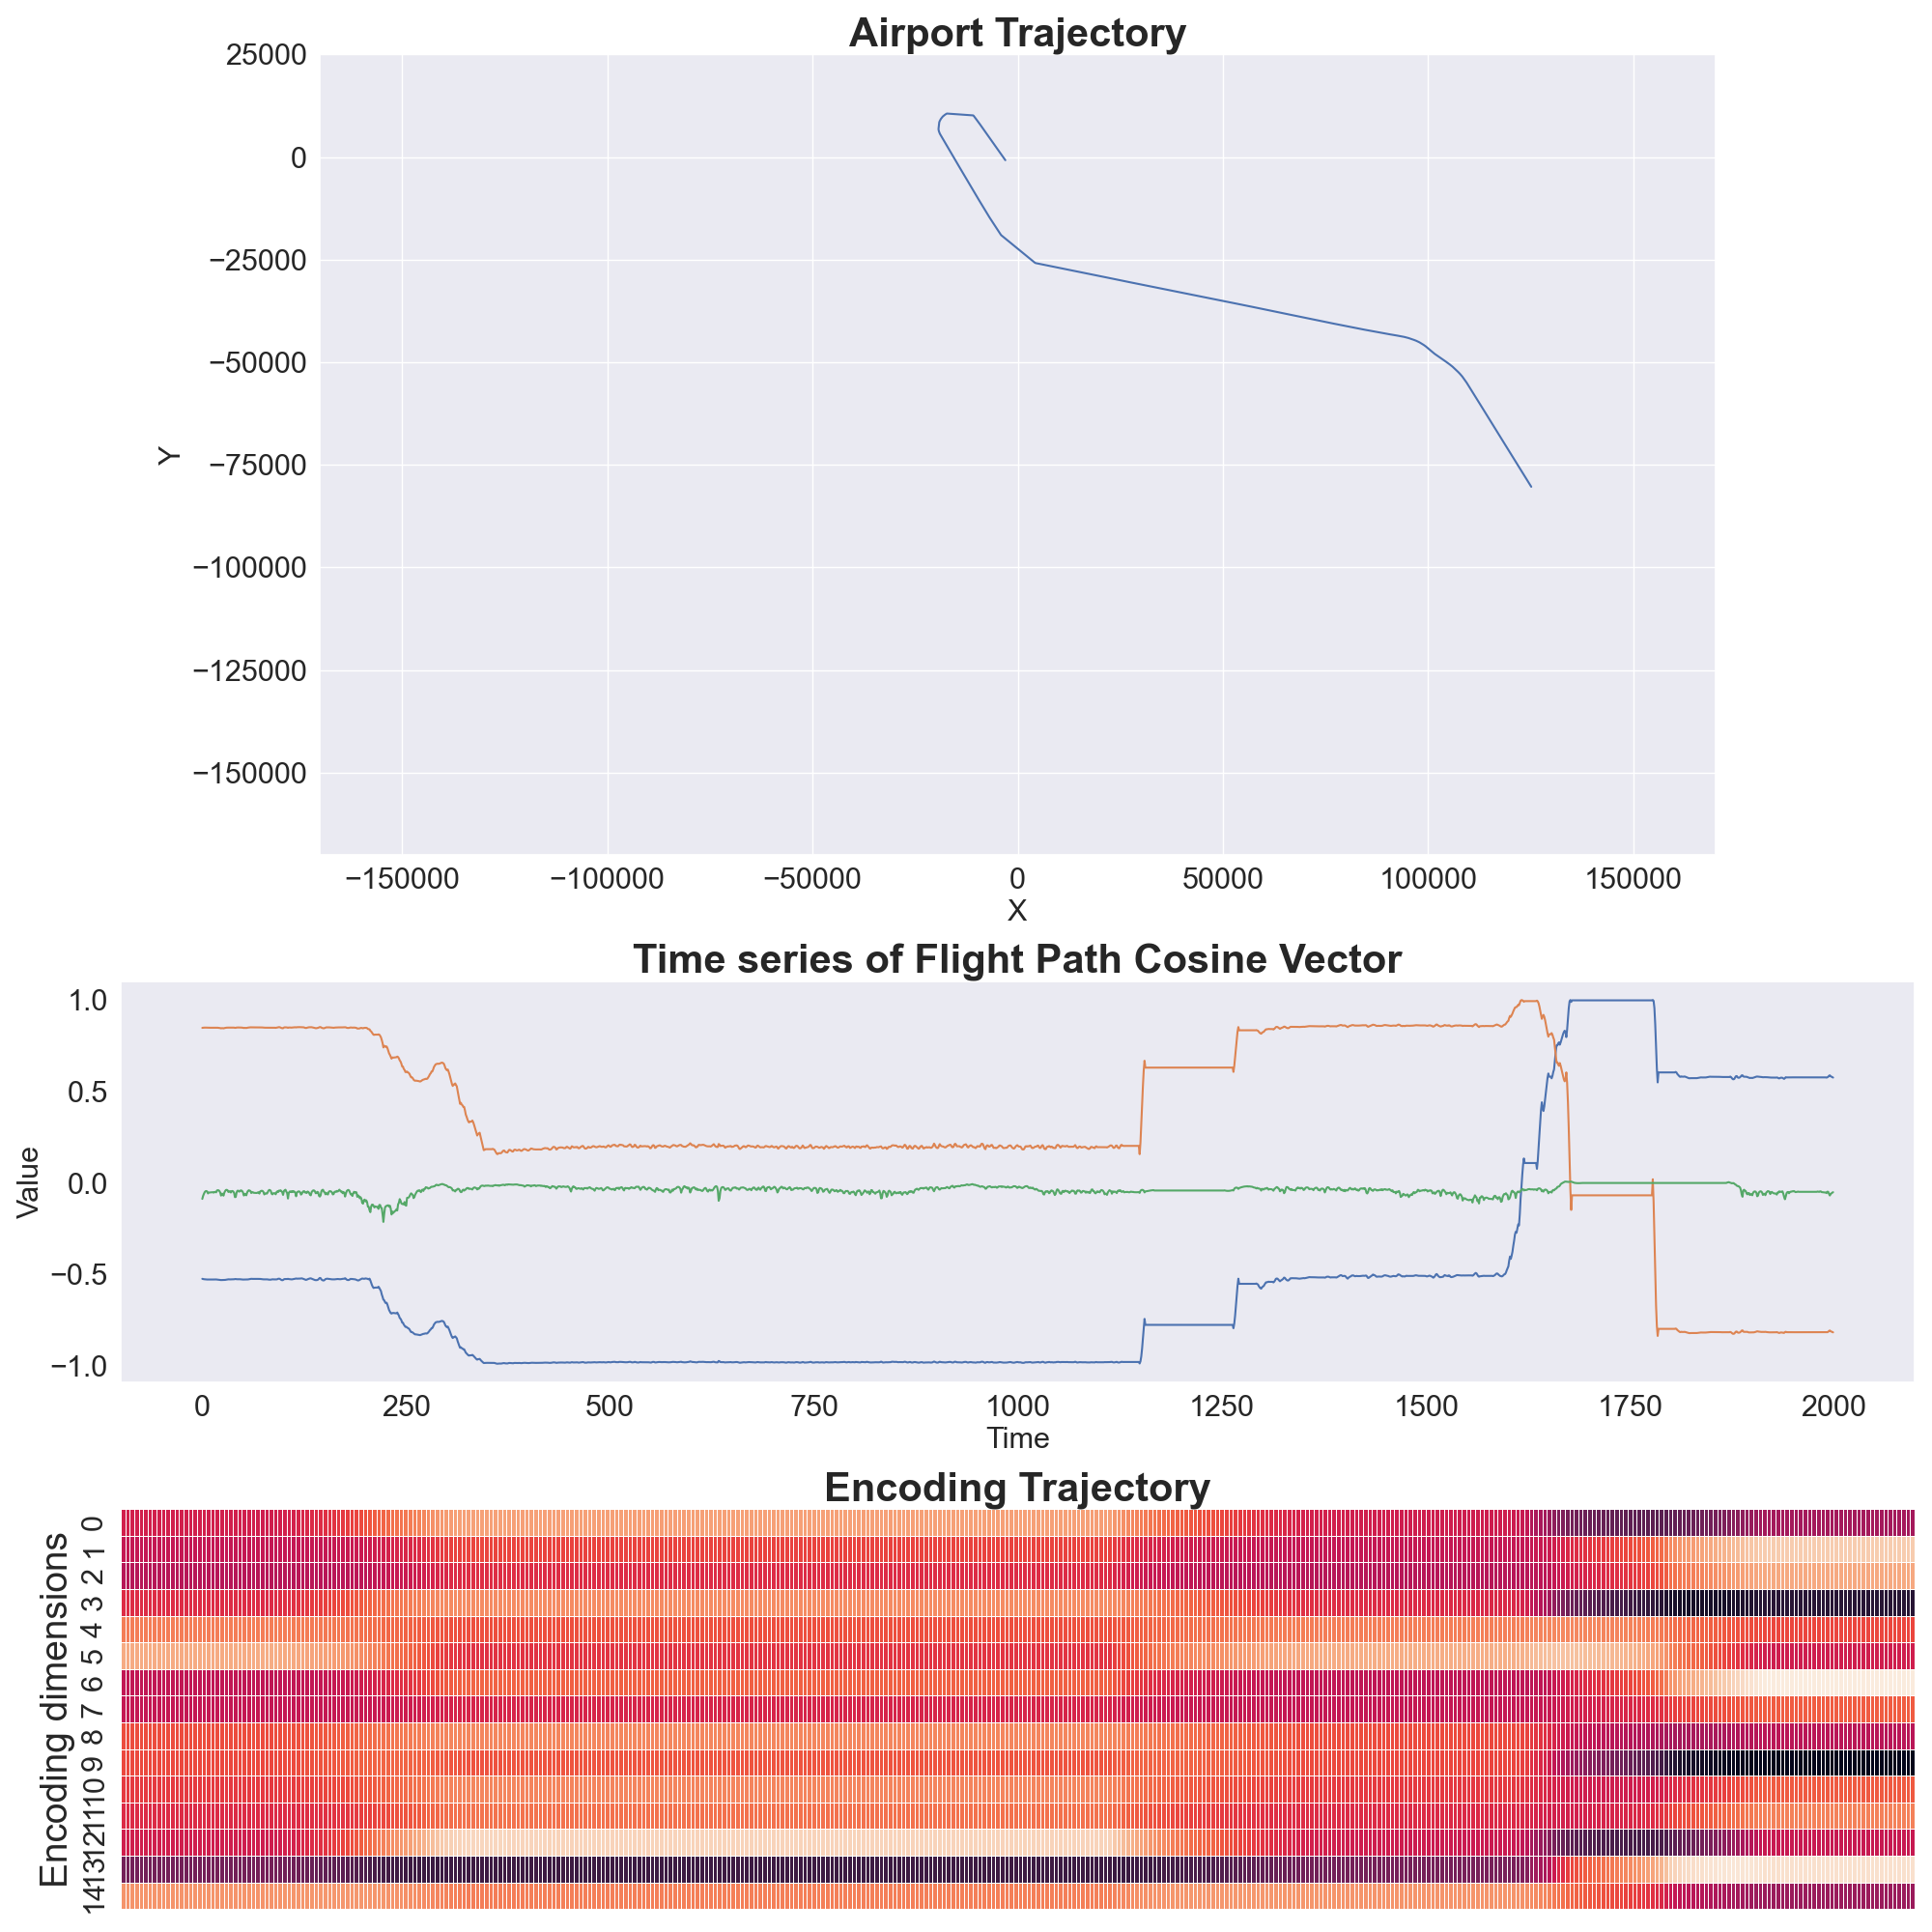 Airport Trajectory
25000
0
−25000
−50000
−75000
−100000
−125000
−150000
Y
−150000 −100000 −50000 0 50000 100000 150000
X
Time series of Flight Path Cosine Vector
1.0
0.5
0.0
−0.5
−1.0
Value
0 250 500 750 1000 1250 1500 1750 2000
Time
Encoding Trajectory
Encoding dimensions
0
1
2
3
4
5
6
7
8
9
10
11
12
13
14